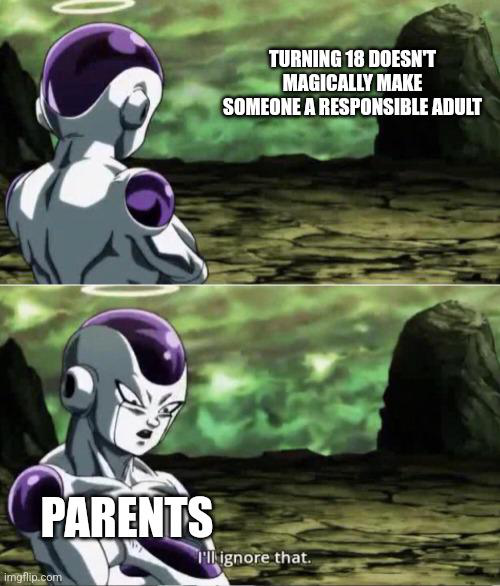 TURNING 18 DOESN'T
MAGICALLY MAKE
SOMEONE A RESPONSIBLE ADULT
PARENTS
I'll ignore that.
imgflip.com